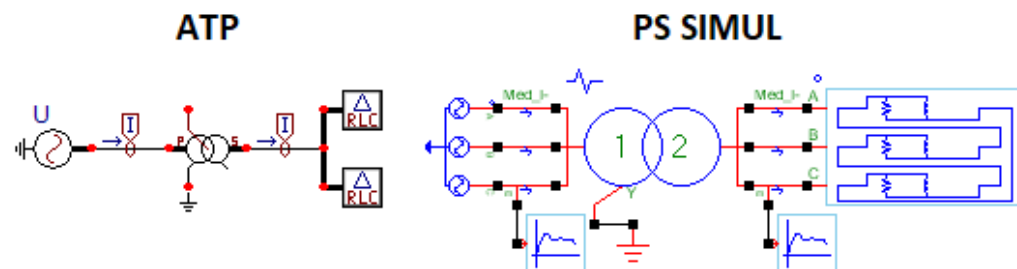 ATP
PS SIMUL
U
I
I
P
S
Δ
RLC
Δ
RLC
Med_I-
1
2
Y
Med_I-
A
B
C